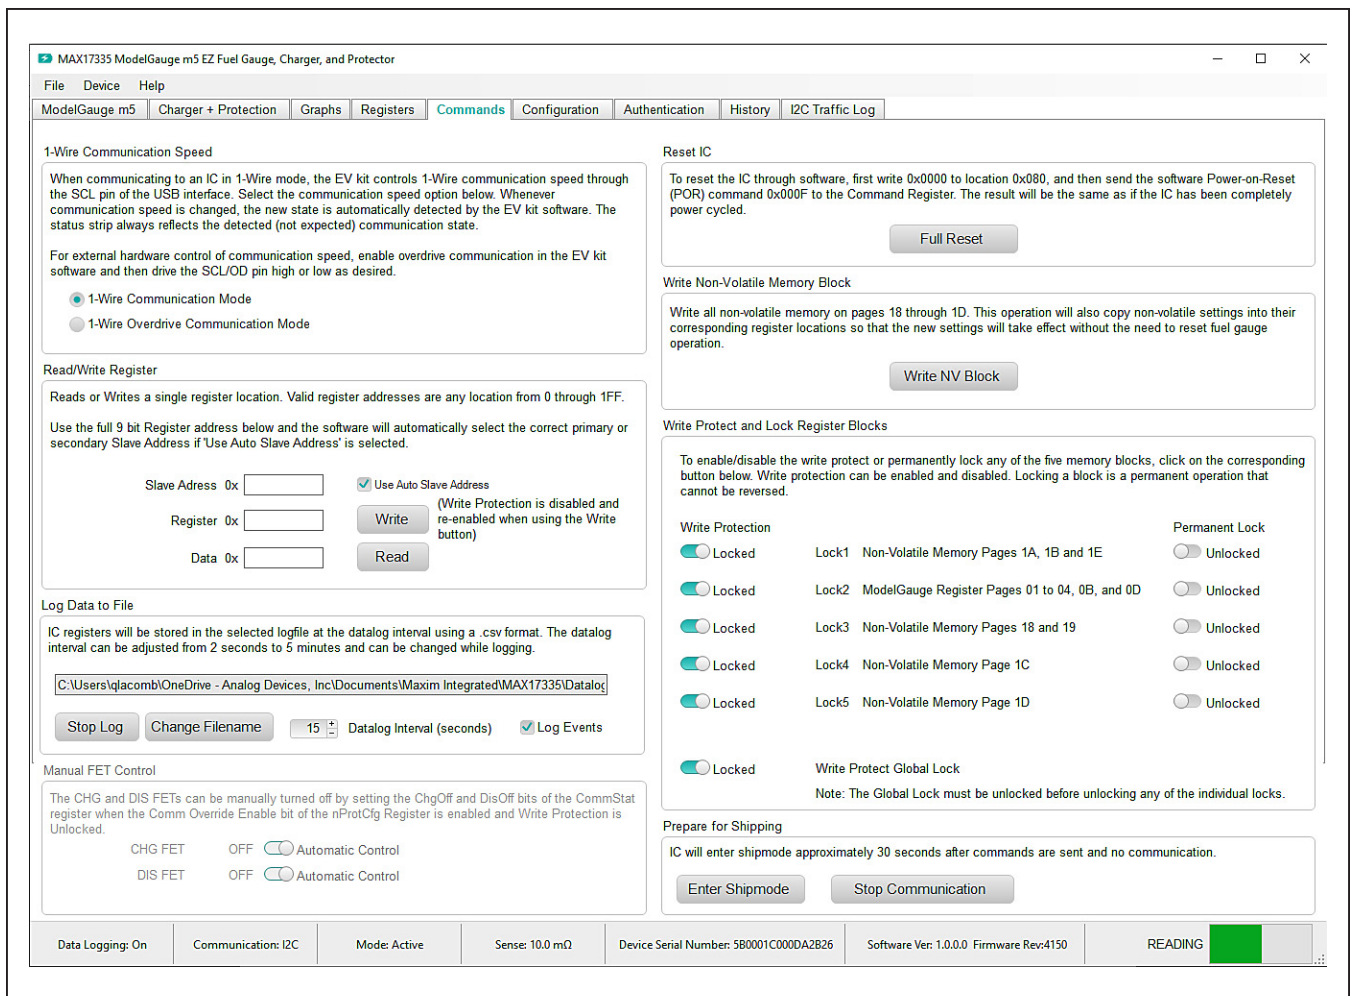 MAX17335 ModelGauge m5 EZ Fuel Gauge, Charger, and Protector
File Device Help
ModelGauge m5 Charger + Protection Graphs Registers Commands Configuration Authentication History I2C Traffic Log
1-Wire Communication Speed
When communicating to an IC in 1-Wire mode, the EV kit controls 1-Wire communication speed through
the SCL pin of the USB interface. Select the communication speed option below. Whenever
communication speed is changed, the new state is automatically detected by the EV kit software. The
status strip always reflects the detected (not expected) communication state.
For external hardware control of communication speed, enable overdrive communication in the EV kit
software and then drive the SCL/OD pin high or low as desired.
1-Wire Communication Mode
1-Wire Overdrive Communication Mode
Read/Write Register
Reads or Writes a single register location. Valid register addresses are any location from 0 through 1FF.
Use the full 9 bit Register address below and the software will automatically select the correct primary or
secondary Slave Address if 'Use Auto Slave Address' is selected.
Slave Adress 0x
Use Auto Slave Address
Register 0x
Write
(Write Protection is disabled and
re-enabled when using the Write
button)
Data 0x
Read
Log Data to File
IC registers will be stored in the selected logfile at the datalog interval using a .csv format. The datalog
interval can be adjusted from 2 seconds to 5 minutes and can be changed while logging.
C:\Users\qlacomb\OneDrive - Analog Devices, Inc\Documents\Maxim Integrated\MAX17335\Datalog
Stop Log Change Filename 15 Datalog Interval (seconds) Log Events
Manual FET Control
The CHG and DIS FETs can be manually turned off by setting the ChgOff and DisOff bits of the CommStat
register when the Comm Override Enable bit of the nProtCfg Register is enabled and Write Protection is
Unlocked.
CHG FET OFF Automatic Control
DIS FET OFF Automatic Control
Reset IC
To reset the IC through software, first write 0x0000 to location 0x080, and then send the software Power-on-Reset
(POR) command 0x000F to the Command Register. The result will be the same as if the IC has been completely
power cycled.
Full Reset
Write Non-Volatile Memory Block
Write all non-volatile memory on pages 18 through 1D. This operation will also copy non-volatile settings into their
corresponding register locations so that the new settings will take effect without the need to reset fuel gauge
operation.
Write NV Block
Write Protect and Lock Register Blocks
To enable/disable the write protect or permanently lock any of the five memory blocks, click on the corresponding
button below. Write protection can be enabled and disabled. Locking a block is a permanent operation that
cannot be reversed.
Write Protection Permanent Lock
Locked Lock1 Non-Volatile Memory Pages 1A, 1B and 1E Unlocked
Locked Lock2 ModelGauge Register Pages 01 to 04, 0B, and 0D Unlocked
Locked Lock3 Non-Volatile Memory Pages 18 and 19 Unlocked
Locked Lock4 Non-Volatile Memory Page 1C Unlocked
Locked Lock5 Non-Volatile Memory Page 1D Unlocked
Locked Write Protect Global Lock
Note: The Global Lock must be unlocked before unlocking any of the individual locks.
Prepare for Shipping
IC will enter shipmode approximately 30 seconds after commands are sent and no communication.
Enter Shipmode Stop Communication
Data Logging: On Communication: I2C Mode: Active Sense: 10.0 mΩ Device Serial Number: 5B0001C000DA2B26 Software Ver: 1.0.0.0 Firmware Rev:4150 READING